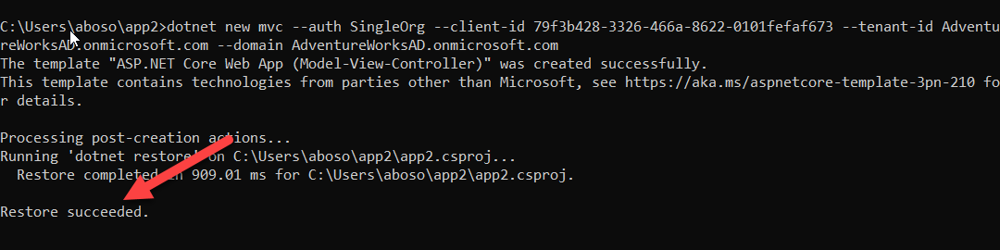 C:\Users\aboso\app2>dotnet new mvc --auth SingleOrg --client-id 79f3b428-3326-466a-8622-0101fefaf673 --tenant-id Adventu
reWorksAD.onmicrosoft.com --domain AdventureWorksAD.onmicrosoft.com
The template "ASP.NET Core Web App (Model-View-Controller)" was created successfully.
This template contains technologies from parties other than Microsoft, see https://aka.ms/aspnetcore-template-3pn-210 fo
r details.
Processing post-creation actions...
Running 'dotnet restore' on C:\Users\aboso\app2\app2.csproj...
Restore completed in 909.01 ms for C:\Users\aboso\app2\app2.csproj.
Restore succeeded.